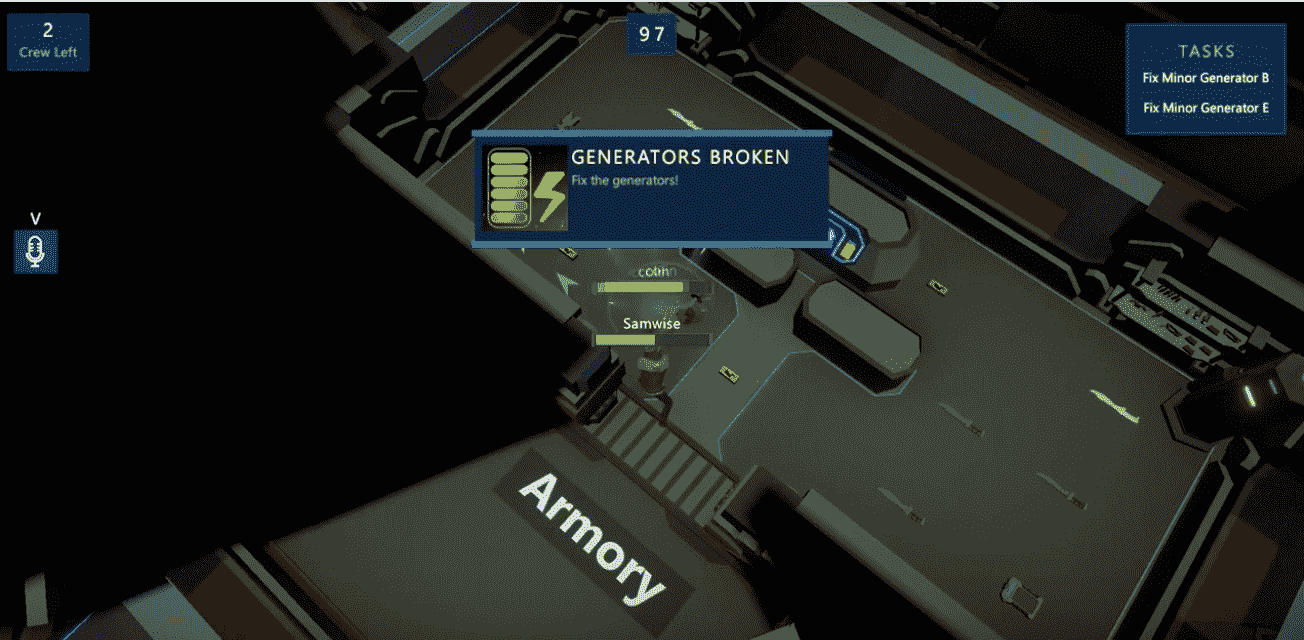 2
Crew Left
97
TASKS
Fix Minor Generator B
Fix Minor Generator E
GENERATORS BROKEN
Fix the generators!
V
Samwise
Armory